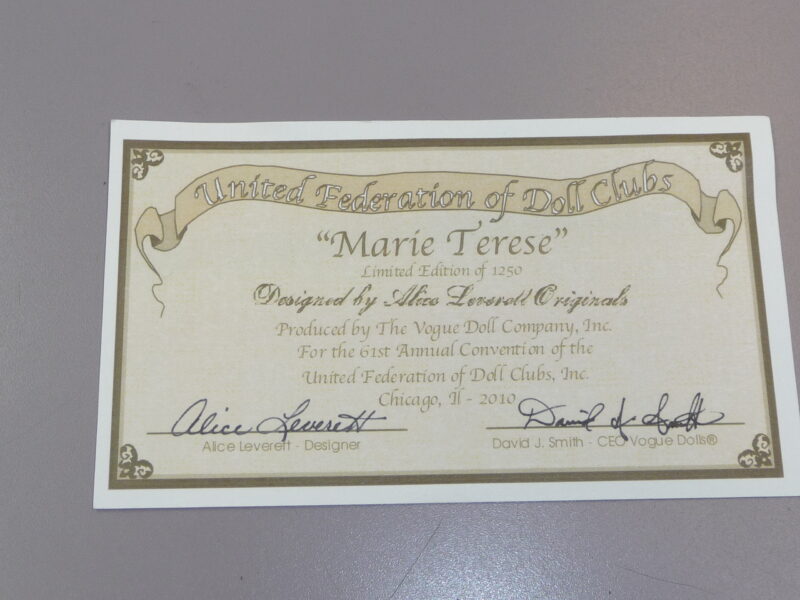 United Federation of Doll Clubs
"Marie Terese"
Limited Edition of 1250
Designed by Alice Leverett Originals
Produced by The Vogue Doll Company, Inc.
For the 61st Annual Convention of the
United Federation of Doll Clubs, Inc.
Chicago, Il - 2010
Alice Leverett David J. Smith
Alice Leverett - Designer David J. Smith - CEO Vogue Dolls®